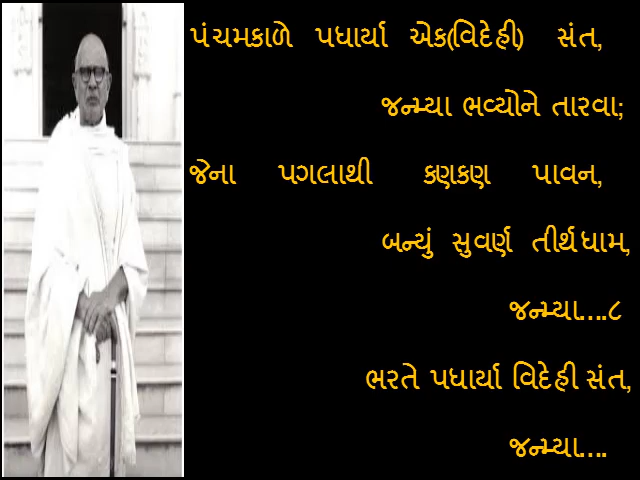 પંચમકાળે પધાર્યા એક(વિદેહી) સંત,
જન્મ્યા ભવ્યોને તારવા;
જેના પગલાથી કણકણ પાવન,
બન્યું સુવર્ણ તીર્થધામ,
જન્મ્યા....૮
ભરતે પધાર્યા વિદેહી સંત,
જન્મ્યા....